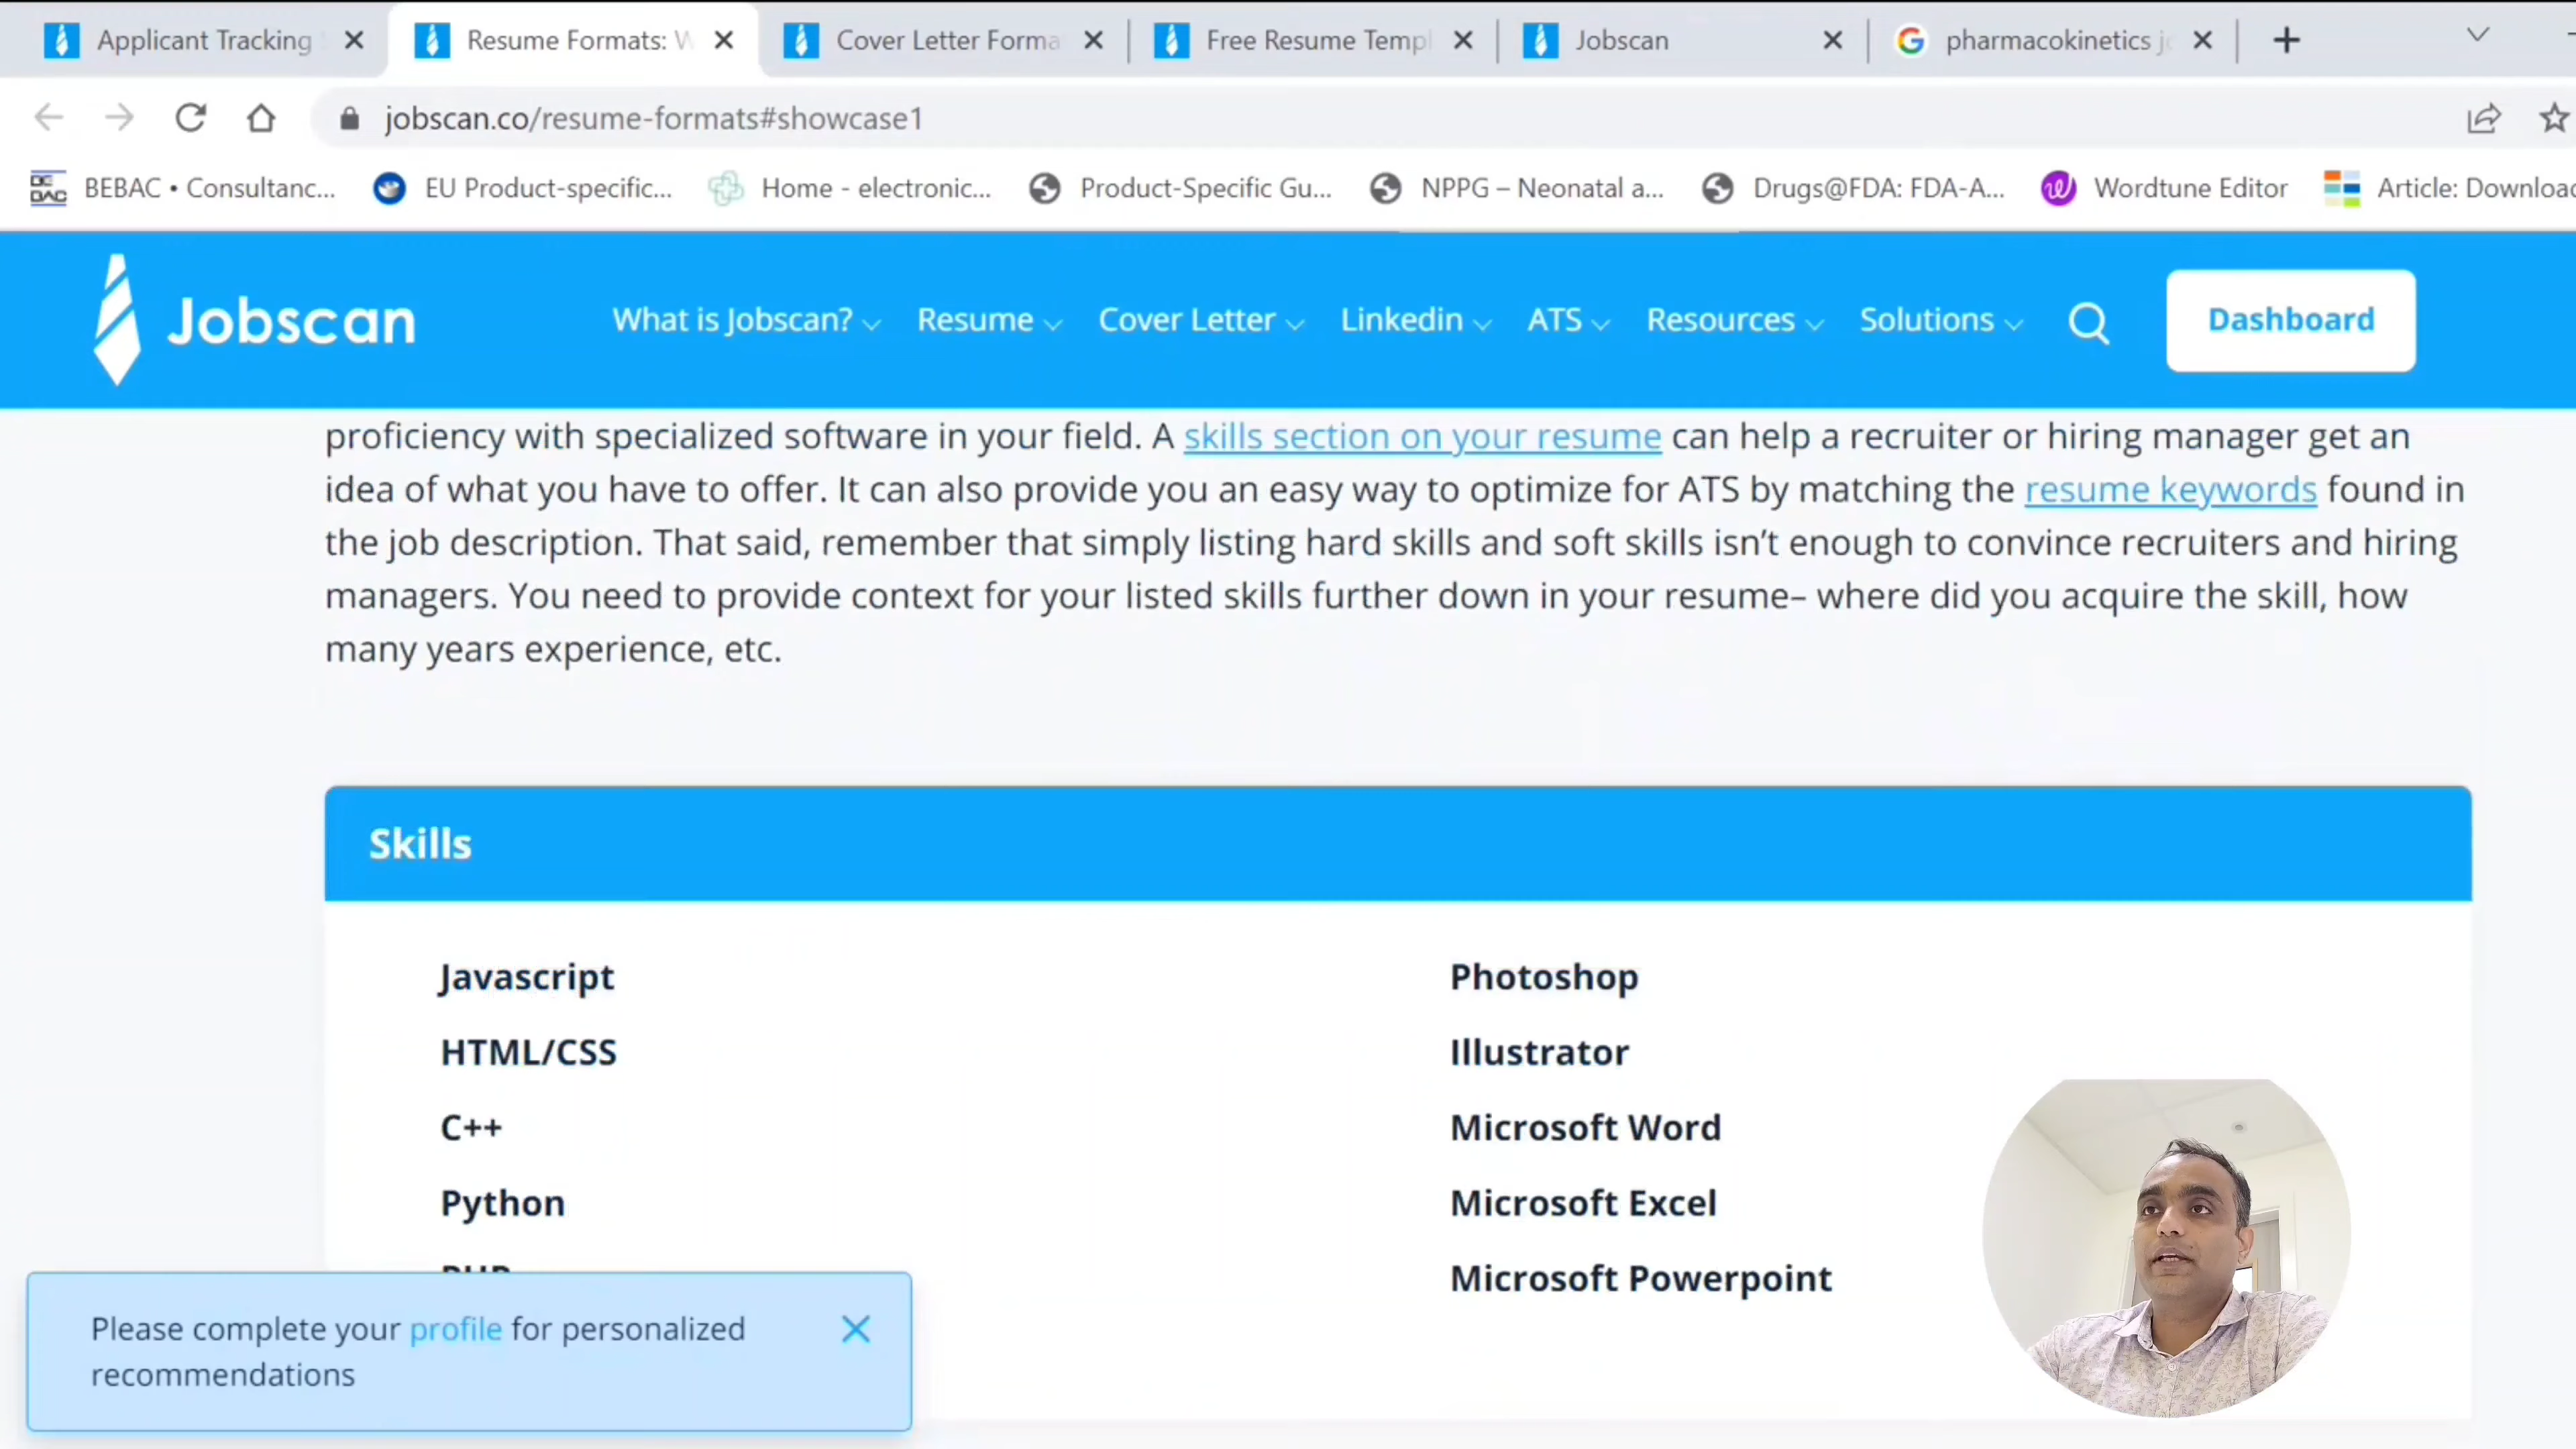 Applicant Tracking
Resume Formats: W
Cover Letter Forma
Free Resume Templ
Jobscan
pharmacokinetics j
jobscan.co/resume-formats#showcase1
BEBAC • Consultanc...
EU Product-specific...
Home - electronic...
Product-Specific Gu...
NPPG – Neonatal a...
Drugs@FDA: FDA-A...
Wordtune Editor
Article: Downloa
Jobscan
What is Jobscan?
Resume
Cover Letter
Linkedin
ATS
Resources
Solutions
Dashboard
proficiency with specialized software in your field. A skills section on your resume can help a recruiter or hiring manager get an
idea of what you have to offer. It can also provide you an easy way to optimize for ATS by matching the resume keywords found in
the job description. That said, remember that simply listing hard skills and soft skills isn’t enough to convince recruiters and hiring
managers. You need to provide context for your listed skills further down in your resume– where did you acquire the skill, how
many years experience, etc.
Skills
Javascript
HTML/CSS
C++
Python
Photoshop
Illustrator
Microsoft Word
Microsoft Excel
Microsoft Powerpoint
Please complete your profile for personalized
recommendations